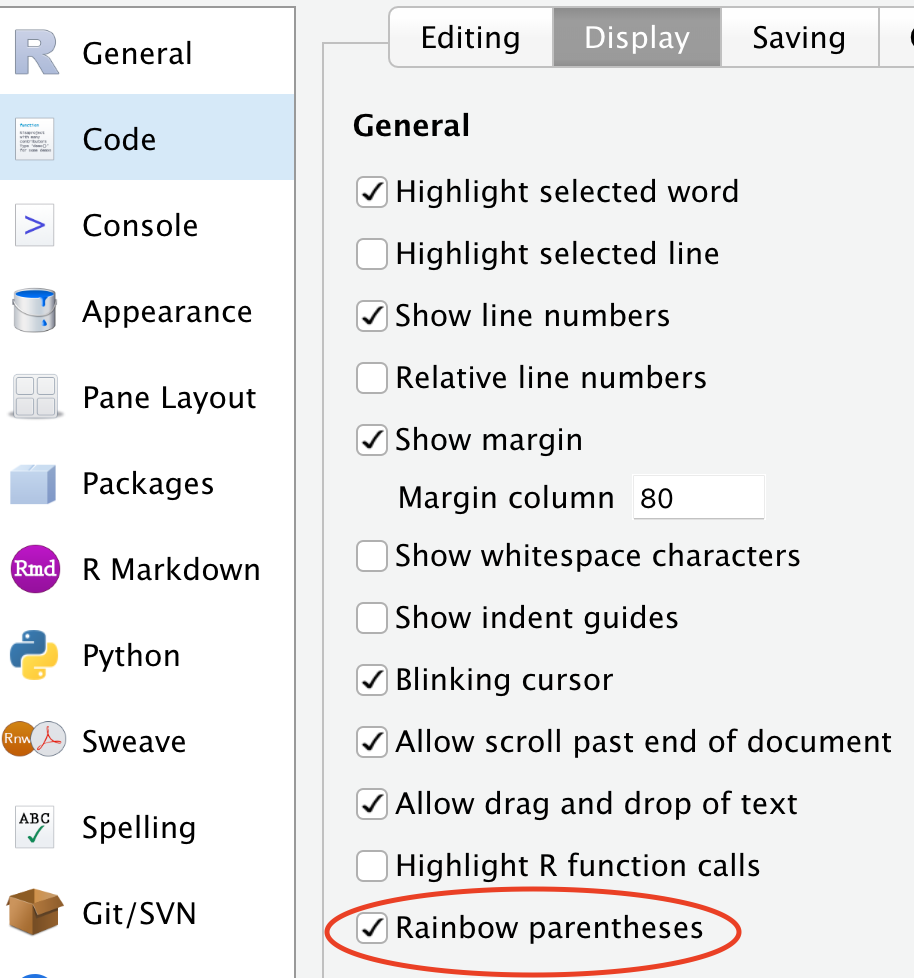 General
Code
Console
Appearance
Pane Layout
Packages
Rmd
R Markdown
Python
Rnw
Sweave
ABC
Spelling
Git/SVN
Editing
Display
Saving
General
Highlight selected word
Highlight selected line
Show line numbers
Relative line numbers
Show margin
Margin column 80
Show whitespace characters
Show indent guides
Blinking cursor
Allow scroll past end of document
Allow drag and drop of text
Highlight R function calls
Rainbow parentheses